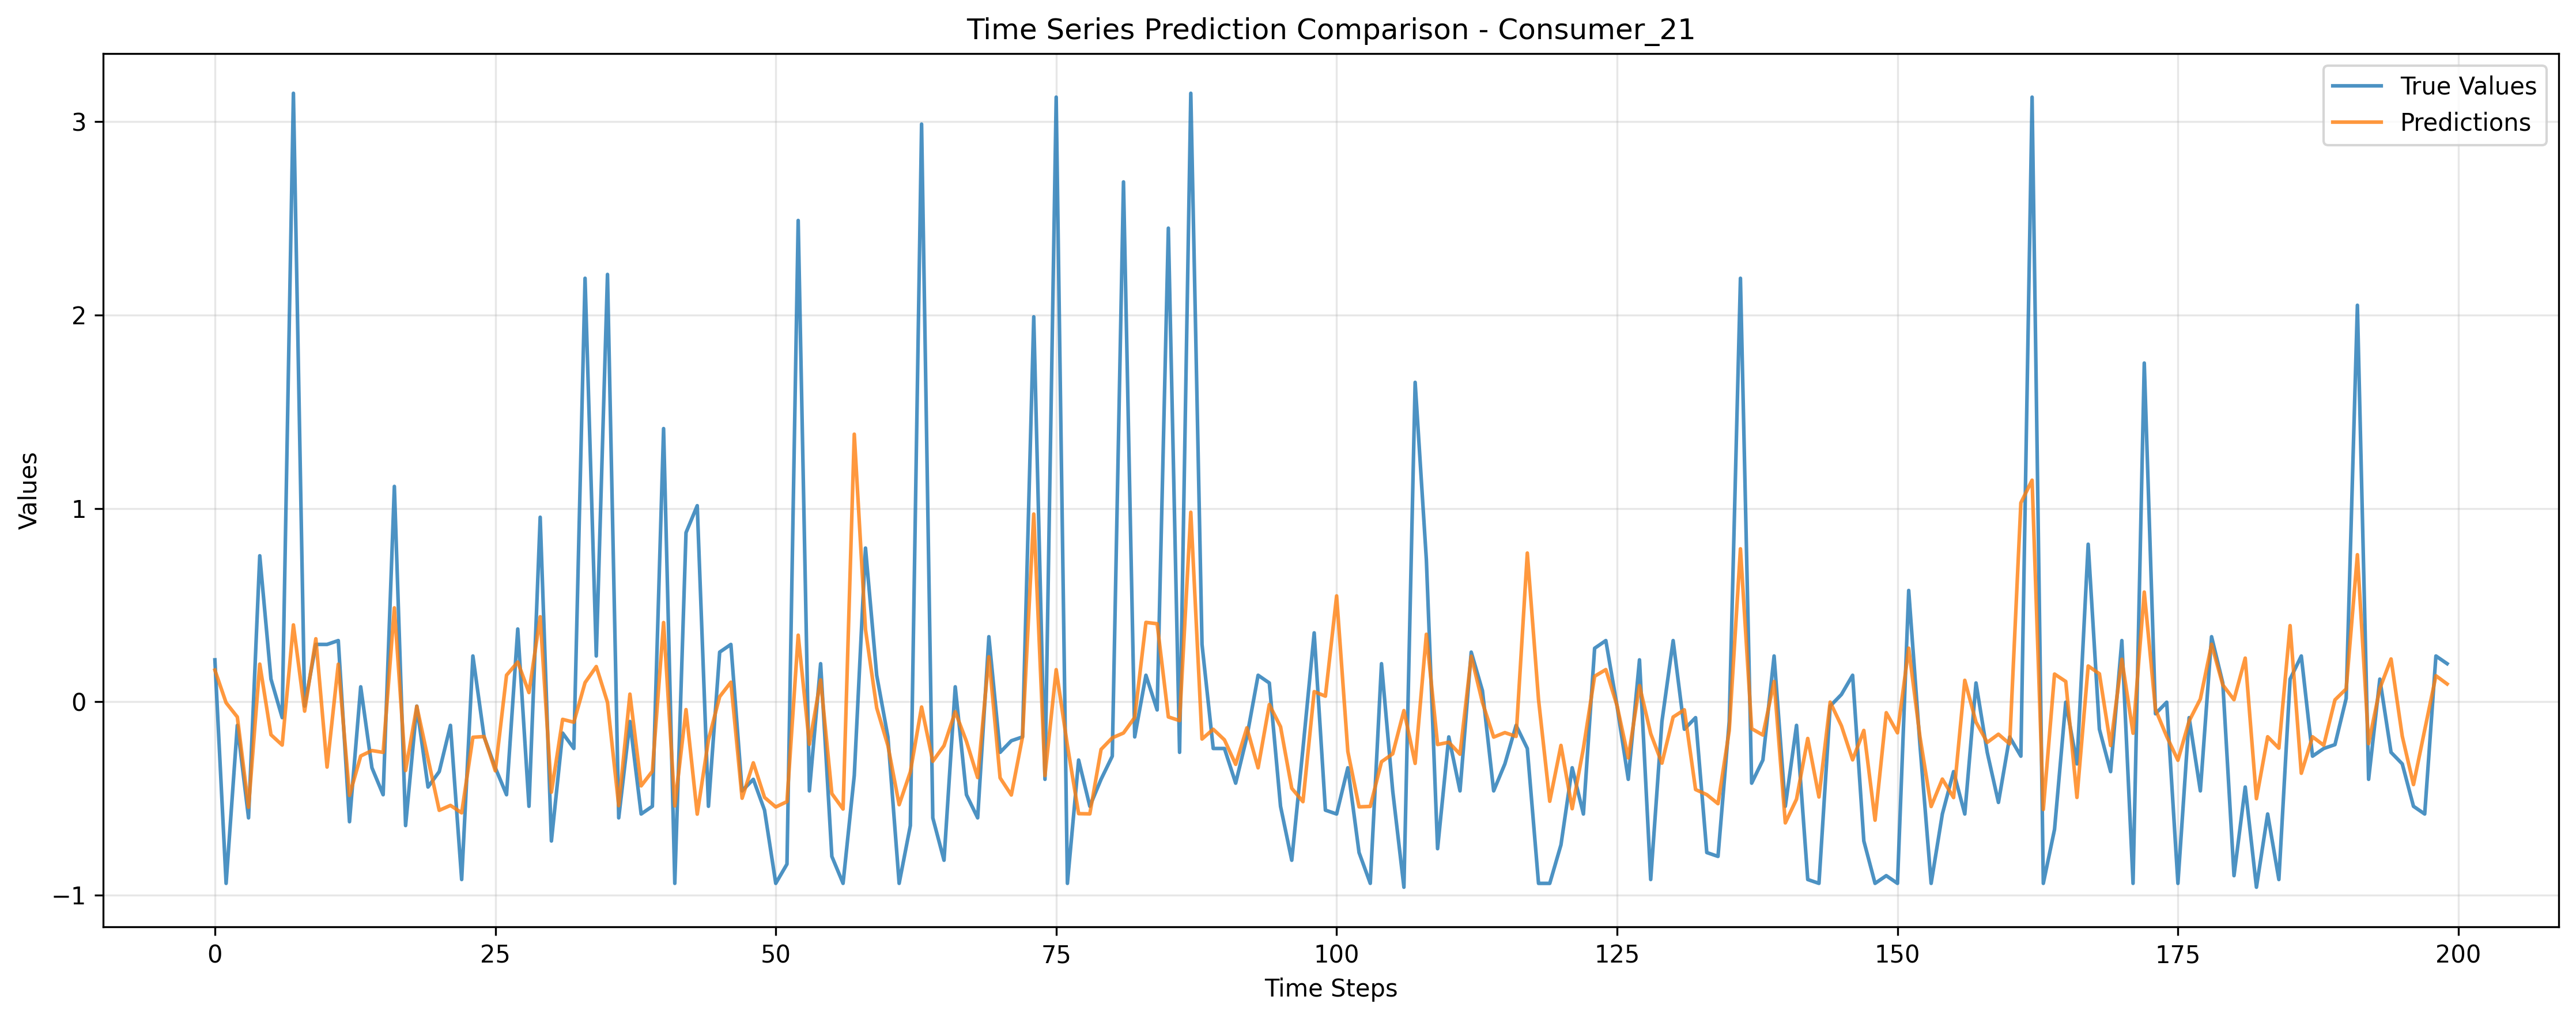 Time Series Prediction Comparison - Consumer_21
True Values
Predictions
3
2
1
0
−1
Values
0
25
50
75
100
125
150
175
200
Time Steps